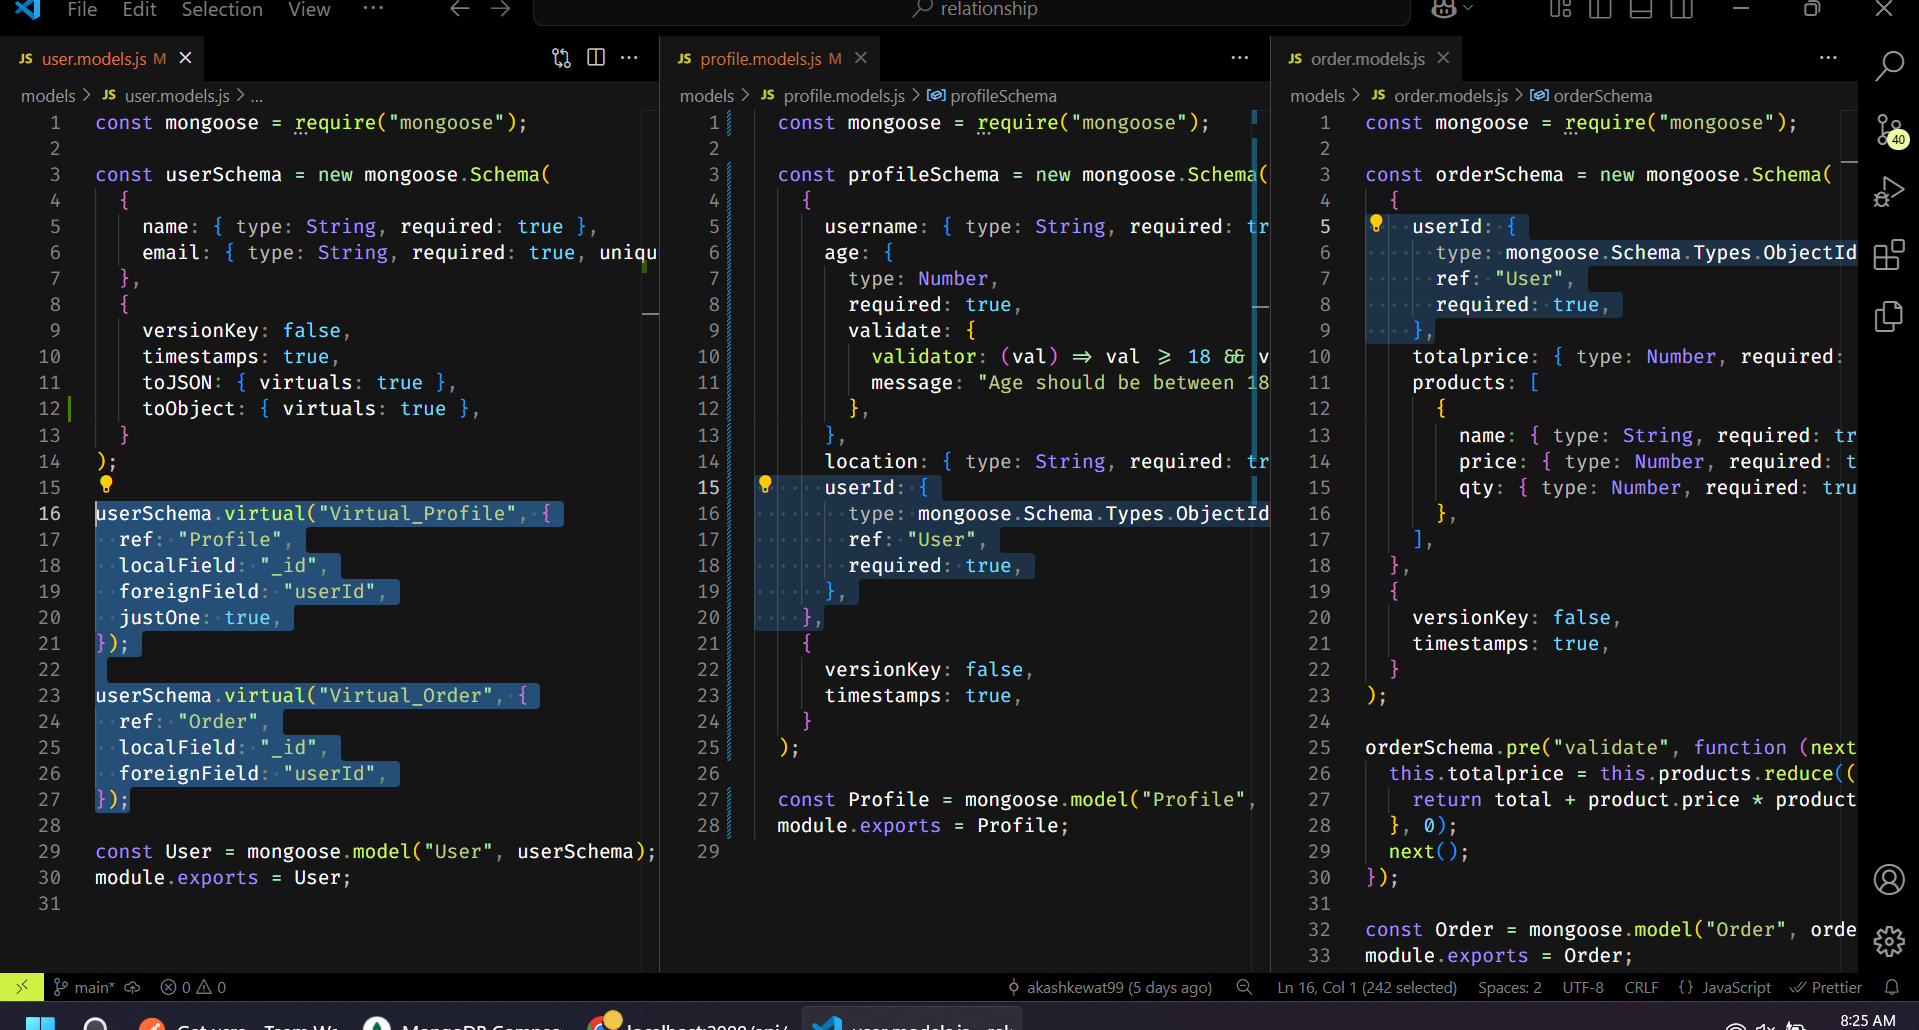 File Edit Selection View ··· relationship
JS user.models.js M
models > JS user.models.js > ...
1 const mongoose = require("mongoose");
2
3 const userSchema = new mongoose.Schema(
4 {
5 name: { type: String, required: true },
6 email: { type: String, required: true, uniqu
7 },
8 {
9 versionKey: false,
10 timestamps: true,
11 toJSON: { virtuals: true },
12 toObject: { virtuals: true },
13 }
14 );
15
16 userSchema.virtual("Virtual_Profile", {
17 ref: "Profile",
18 localField: "_id",
19 foreignField: "userId",
20 justOne: true,
21 });
22
23 userSchema.virtual("Virtual_Order", {
24 ref: "Order",
25 localField: "_id",
26 foreignField: "userId",
27 });
28
29 const User = mongoose.model("User", userSchema);
30 module.exports = User;
31
JS profile.models.js M
models > JS profile.models.js > profileSchema
1 const mongoose = require("mongoose");
2
3 const profileSchema = new mongoose.Schema(
4 {
5 username: { type: String, required: tr
6 age: {
7 type: Number,
8 required: true,
9 validate: {
10 validator: (val) => val >= 18 && v
11 message: "Age should be between 18
12 },
13 },
14 location: { type: String, required: tr
15 userId: {
16 type: mongoose.Schema.Types.ObjectId
17 ref: "User",
18 required: true,
19 },
20 },
21 {
22 versionKey: false,
23 timestamps: true,
24 }
25 );
26
27 const Profile = mongoose.model("Profile",
28 module.exports = Profile;
29
JS order.models.js
models > JS order.models.js > orderSchema
1 const mongoose = require("mongoose");
2
3 const orderSchema = new mongoose.Schema(
4 {
5 userId: {
6 type: mongoose.Schema.Types.ObjectId
7 ref: "User",
8 required: true,
9 },
10 totalprice: { type: Number, required:
11 products: [
12 {
13 name: { type: String, required: tr
14 price: { type: Number, required: t
15 qty: { type: Number, required: tru
16 },
17 ],
18 },
19 {
20 versionKey: false,
21 timestamps: true,
22 }
23 );
24
25 orderSchema.pre("validate", function (next
26 this.totalprice = this.products.reduce((
27 return total + product.price * product
28 }, 0);
29 next();
30 });
31
32 const Order = mongoose.model("Order", orde
33 module.exports = Order;
40
main* 0 0 akashkewat99 (5 days ago) Ln 16, Col 1 (242 selected) Spaces: 2 UTF-8 CRLF {} JavaScript Prettier
8:25 AM